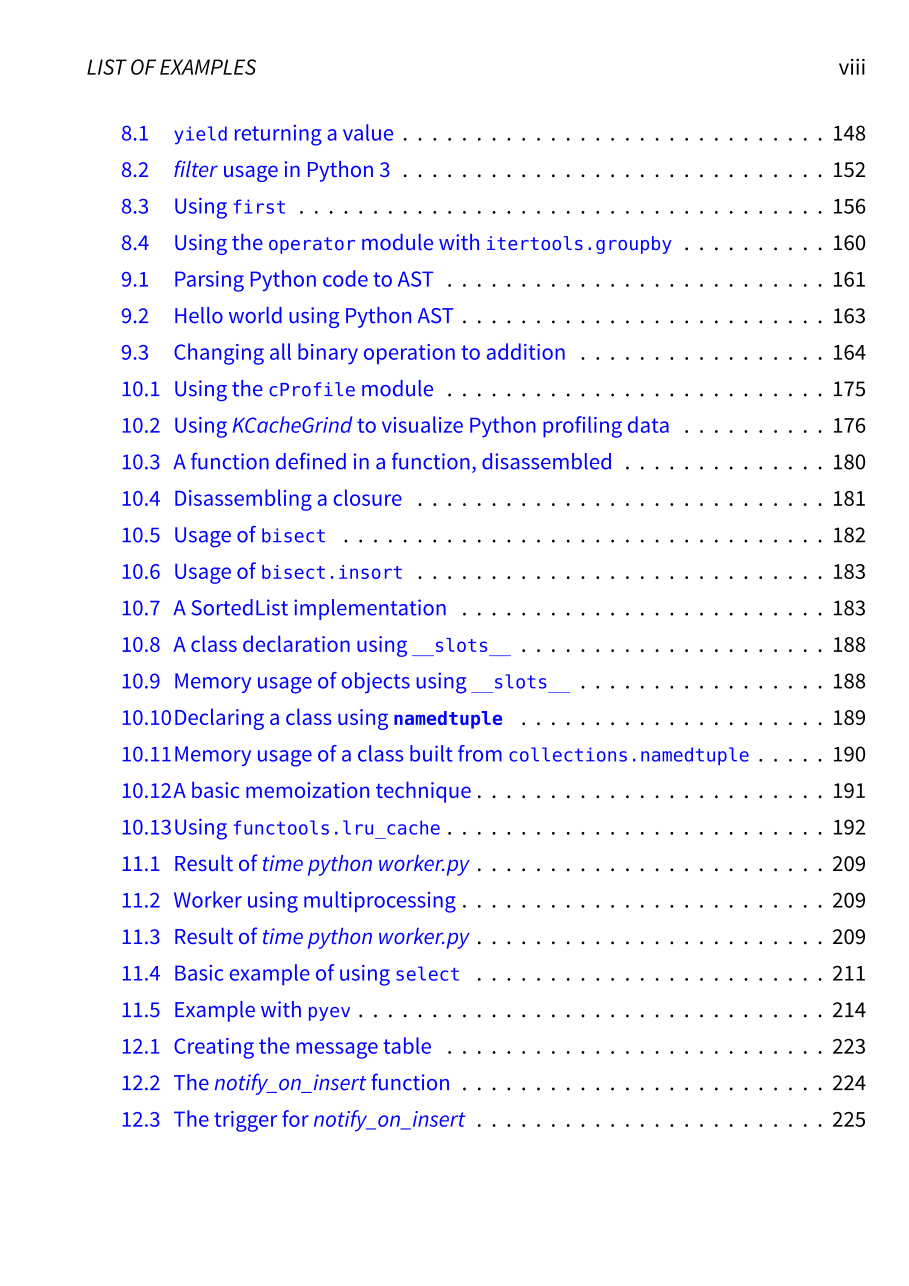 LIST OF EXAMPLES viii
8.1 yield returning a value . . . . . . . . . . . . . . . . . . . . . . . . . . . . . 148
8.2 filter usage in Python 3 . . . . . . . . . . . . . . . . . . . . . . . . . . . . . 152
8.3 Using first . . . . . . . . . . . . . . . . . . . . . . . . . . . . . . . . . . . . 156
8.4 Using the operator module with itertools.groupby . . . . . . . . . . 160
9.1 Parsing Python code to AST . . . . . . . . . . . . . . . . . . . . . . . . . . 161
9.2 Hello world using Python AST . . . . . . . . . . . . . . . . . . . . . . . . . 163
9.3 Changing all binary operation to addition . . . . . . . . . . . . . . . . . 164
10.1 Using the cProfile module . . . . . . . . . . . . . . . . . . . . . . . . . . 175
10.2 Using KCacheGrind to visualize Python profiling data . . . . . . . . . . 176
10.3 A function defined in a function, disassembled . . . . . . . . . . . . . . 180
10.4 Disassembling a closure . . . . . . . . . . . . . . . . . . . . . . . . . . . . 181
10.5 Usage of bisect . . . . . . . . . . . . . . . . . . . . . . . . . . . . . . . . . 182
10.6 Usage of bisect.insort . . . . . . . . . . . . . . . . . . . . . . . . . . . . 183
10.7 A SortedList implementation . . . . . . . . . . . . . . . . . . . . . . . . . 183
10.8 A class declaration using __slots__ . . . . . . . . . . . . . . . . . . . . . 188
10.9 Memory usage of objects using __slots__ . . . . . . . . . . . . . . . . . 188
10.10Declaring a class using namedtuple . . . . . . . . . . . . . . . . . . . . . 189
10.11Memory usage of a class built from collections.namedtuple . . . . . 190
10.12A basic memoization technique . . . . . . . . . . . . . . . . . . . . . . . . 191
10.13Using functools.lru_cache . . . . . . . . . . . . . . . . . . . . . . . . . . 192
11.1 Result of time python worker.py . . . . . . . . . . . . . . . . . . . . . . . . 209
11.2 Worker using multiprocessing . . . . . . . . . . . . . . . . . . . . . . . . . 209
11.3 Result of time python worker.py . . . . . . . . . . . . . . . . . . . . . . . . 209
11.4 Basic example of using select . . . . . . . . . . . . . . . . . . . . . . . . 211
11.5 Example with pyev . . . . . . . . . . . . . . . . . . . . . . . . . . . . . . . . 214
12.1 Creating the message table . . . . . . . . . . . . . . . . . . . . . . . . . . 223
12.2 The notify_on_insert function . . . . . . . . . . . . . . . . . . . . . . . . . 224
12.3 The trigger for notify_on_insert . . . . . . . . . . . . . . . . . . . . . . . . 225